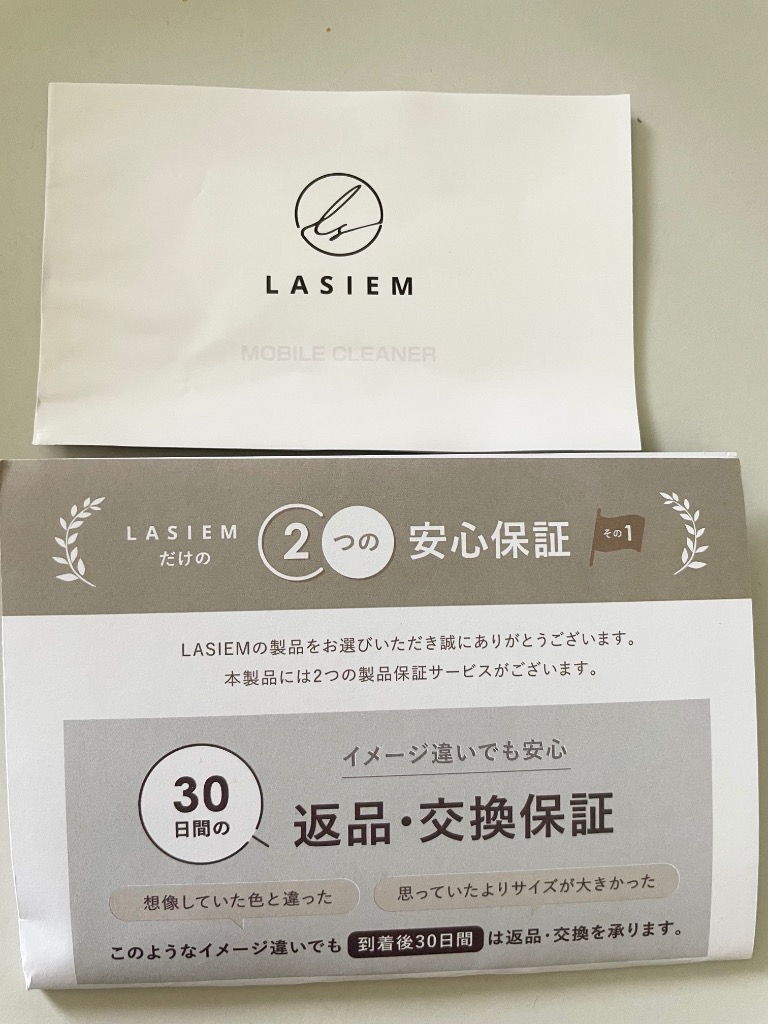 ls
LASIEM
MOBILE CLEANER
LASIEM
だけの
2つの
安心保証
その1
LASIEMの製品をお選びいただき誠にありがとうございます。
本製品には2つの製品保証サービスがございます。
イメージ違いでも安心
30
日間の
返品・交換保証
想像していた色と違った
思っていたよりサイズが大きかった
このようなイメージ違いでも 到着後30日間 は返品・交換を承ります。